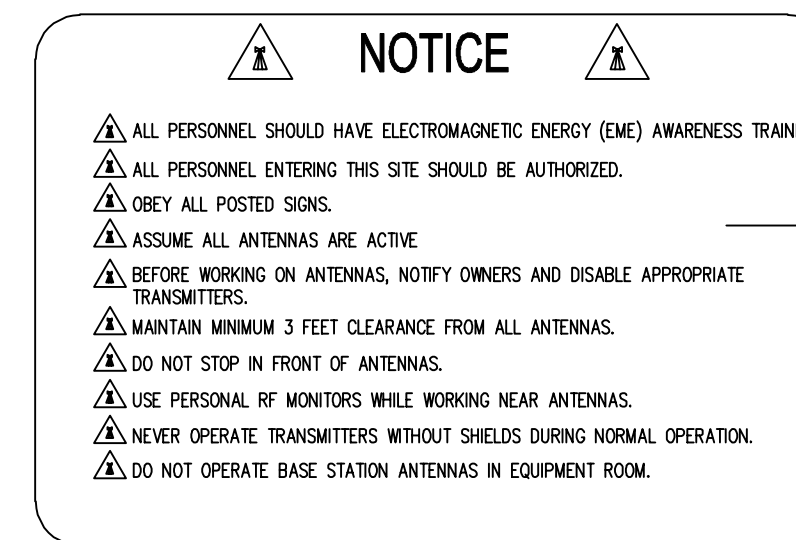 NOTICE
ALL PERSONNEL SHOULD HAVE ELECTROMAGNETIC ENERGY (EME) AWARENESS
ALL PERSONNEL ENTERING THIS SITE SHOULD BE AUTHORIZED.
OBEY ALL POSTED SIGNS.
ASSUME ALL ANTENNAS ARE ACTIVE
BEFORE WORKING ON ANTENNAS, NOTIFY OWNERS AND DISABLE APPROPRIATE
TRANSMITTERS.
MAINTAIN MINIMUM 3 FEET CLEARANCE FROM ALL ANTENNAS.
DO NOT STOP IN FRONT OF ANTENNAS.
USE PERSONAL RF MONITORS WHILE WORKING NEAR ANTENNAS.
NEVER OPERATE TRANSMITTERS WITHOUT SHIELDS DURING NORMAL OPERATION.
DO NOT OPERATE BASE STATION ANTENNAS IN EQUIPMENT ROOM.